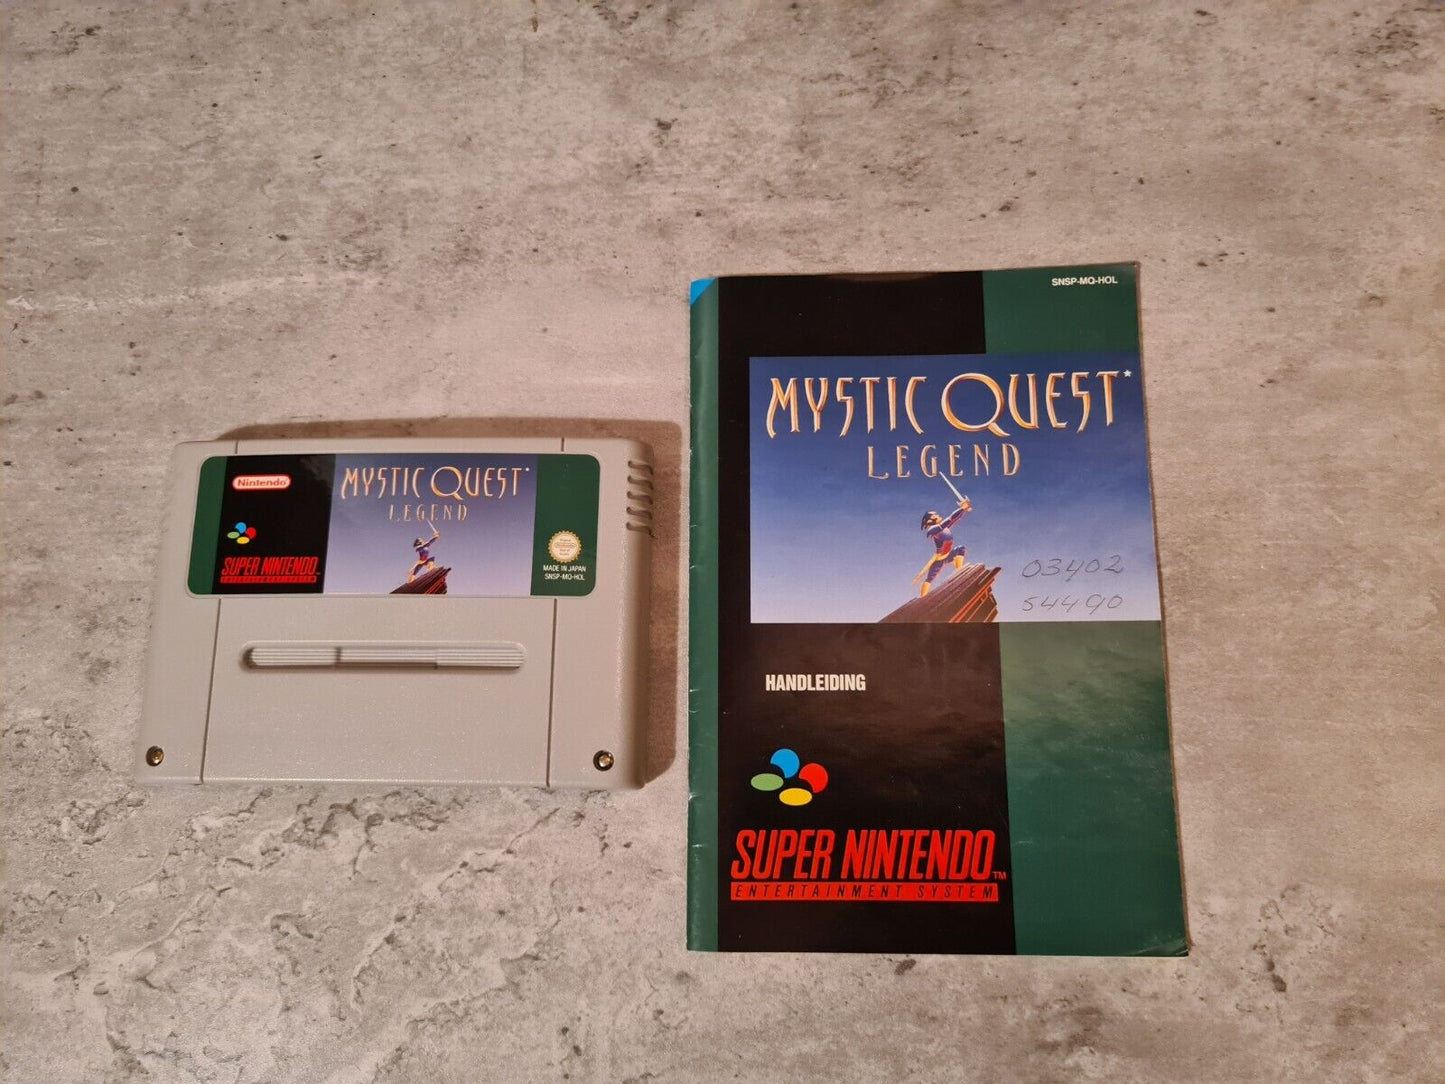 Nintendo
SUPER NINTENDO
ENTERTAINMENT SYSTEM
MYSTIC QUEST
LEGEND
MADE IN JAPAN
SNSP-MQ-HOL
SNSP-MQ-HOL
MYSTIC QUEST*
LEGEND
03402
54490
HANDLEIDING
SUPER NINTENDO TM
ENTERTAINMENT SYSTEM